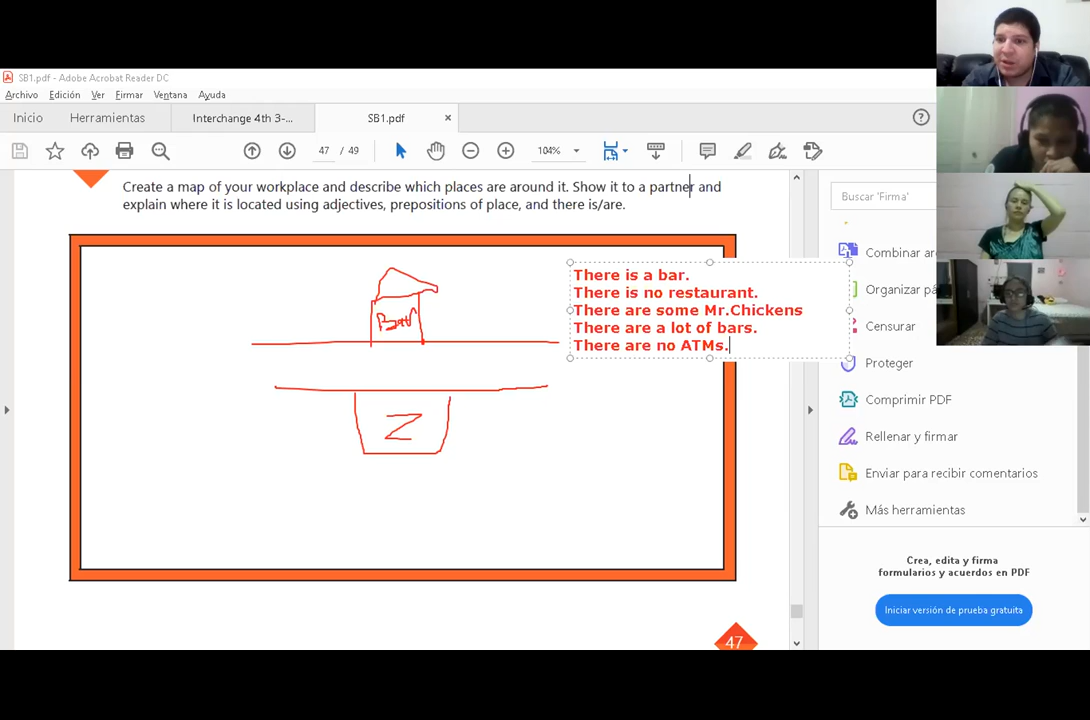 SB1.pdf - Adobe Acrobat Reader DC
Archivo Edición Ver Firmar Ventana Ayuda
Inicio Herramientas Interchange 4th 3-... SB1.pdf ×
47 / 49 104%
Buscar 'Firma'
Create a map of your workplace and describe which places are around it. Show it to a partner and
explain where it is located using adjectives, prepositions of place, and there is/are.
There is a bar.
There is no restaurant.
There are some Mr.Chickens
There are a lot of bars.
There are no ATMs.
Bar
Z
47
Combinar ar
Organizar pá
Censurar
Proteger
Comprimir PDF
Rellenar y firmar
Enviar para recibir comentarios
Más herramientas
Crea, edita y firma
formularios y acuerdos en PDF
Iniciar versión de prueba gratuita